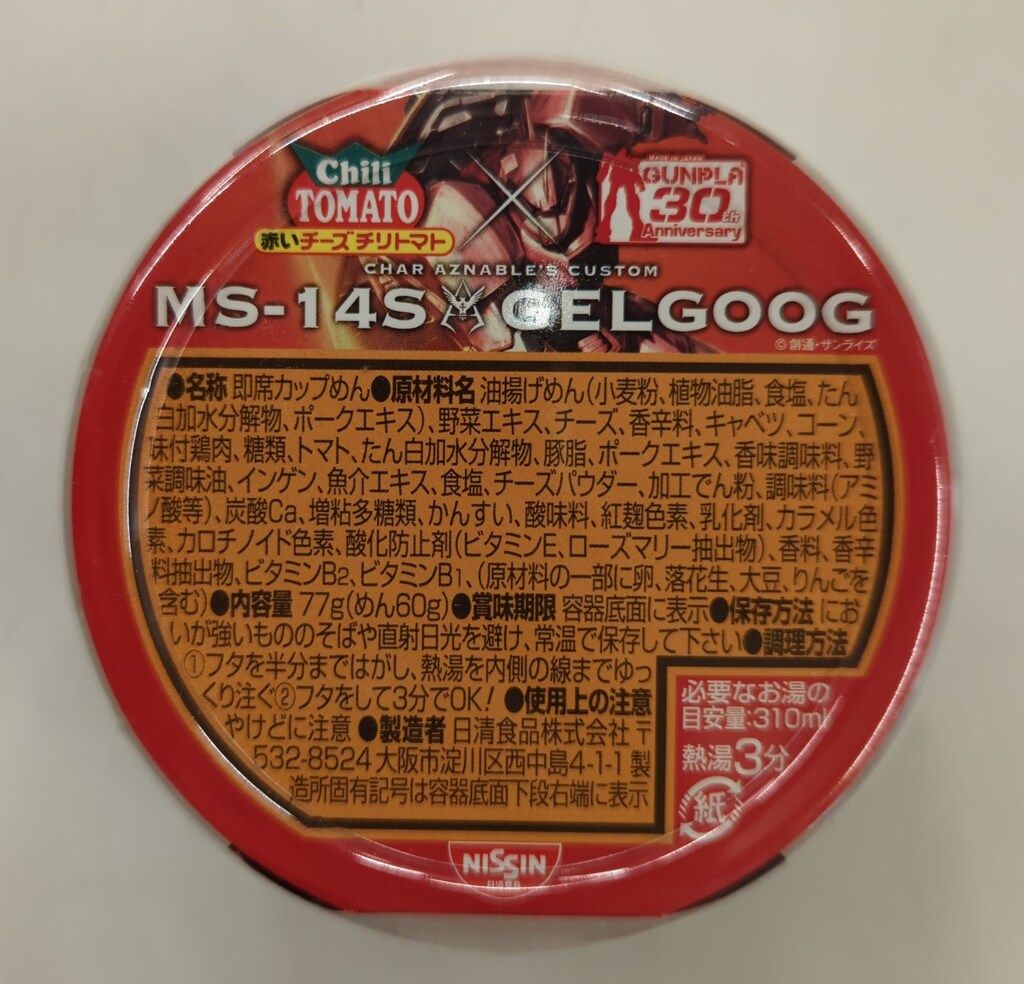 Chili
TOMATO
赤いチーズチリトマト
MADE IN JAPAN
GUNPLA
30th
Anniversary
CHAR AZNABLE'S CUSTOM
MS-14S GELGOOG
©創通・サンライズ
●名称 即席カップめん●原材料名 油揚げめん(小麦粉、植物油脂、食塩、たん
白加水分解物、ポークエキス)、野菜エキス、チーズ、香辛料、キャベツ、コーン、
味付鶏肉、糖類、トマト、たん白加水分解物、豚脂、ポークエキス、香味調味料、野
菜調味油、インゲン、魚介エキス、食塩、チーズパウダー、加工でん粉、調味料(アミ
ノ酸等)、炭酸Ca、増粘多糖類、かんすい、酸味料、紅麹色素、乳化剤、カラメル色
素、カロチノイド色素、酸化防止剤(ビタミンE、ローズマリー抽出物)、香料、香辛
料抽出物、ビタミンB2、ビタミンB1、(原材料の一部に卵、落花生、大豆、りんごを
含む)●内容量 77g(めん60g)●賞味期限 容器底面に表示●保存方法 にお
いが強いもののそばや直射日光を避け、常温で保存して下さい●調理方法
①フタを半分まではがし、熱湯を内側の線までゆっ
くり注ぐ②フタをして3分でOK! ●使用上の注意
やけどに注意 ●製造者 日清食品株式会社 〒
532-8524 大阪市淀川区西中島4-1-1 製
造所固有記号は容器底面下段右端に表示
必要なお湯の
目安量:310ml
熱湯3分
紙
NISSIN
日清食品